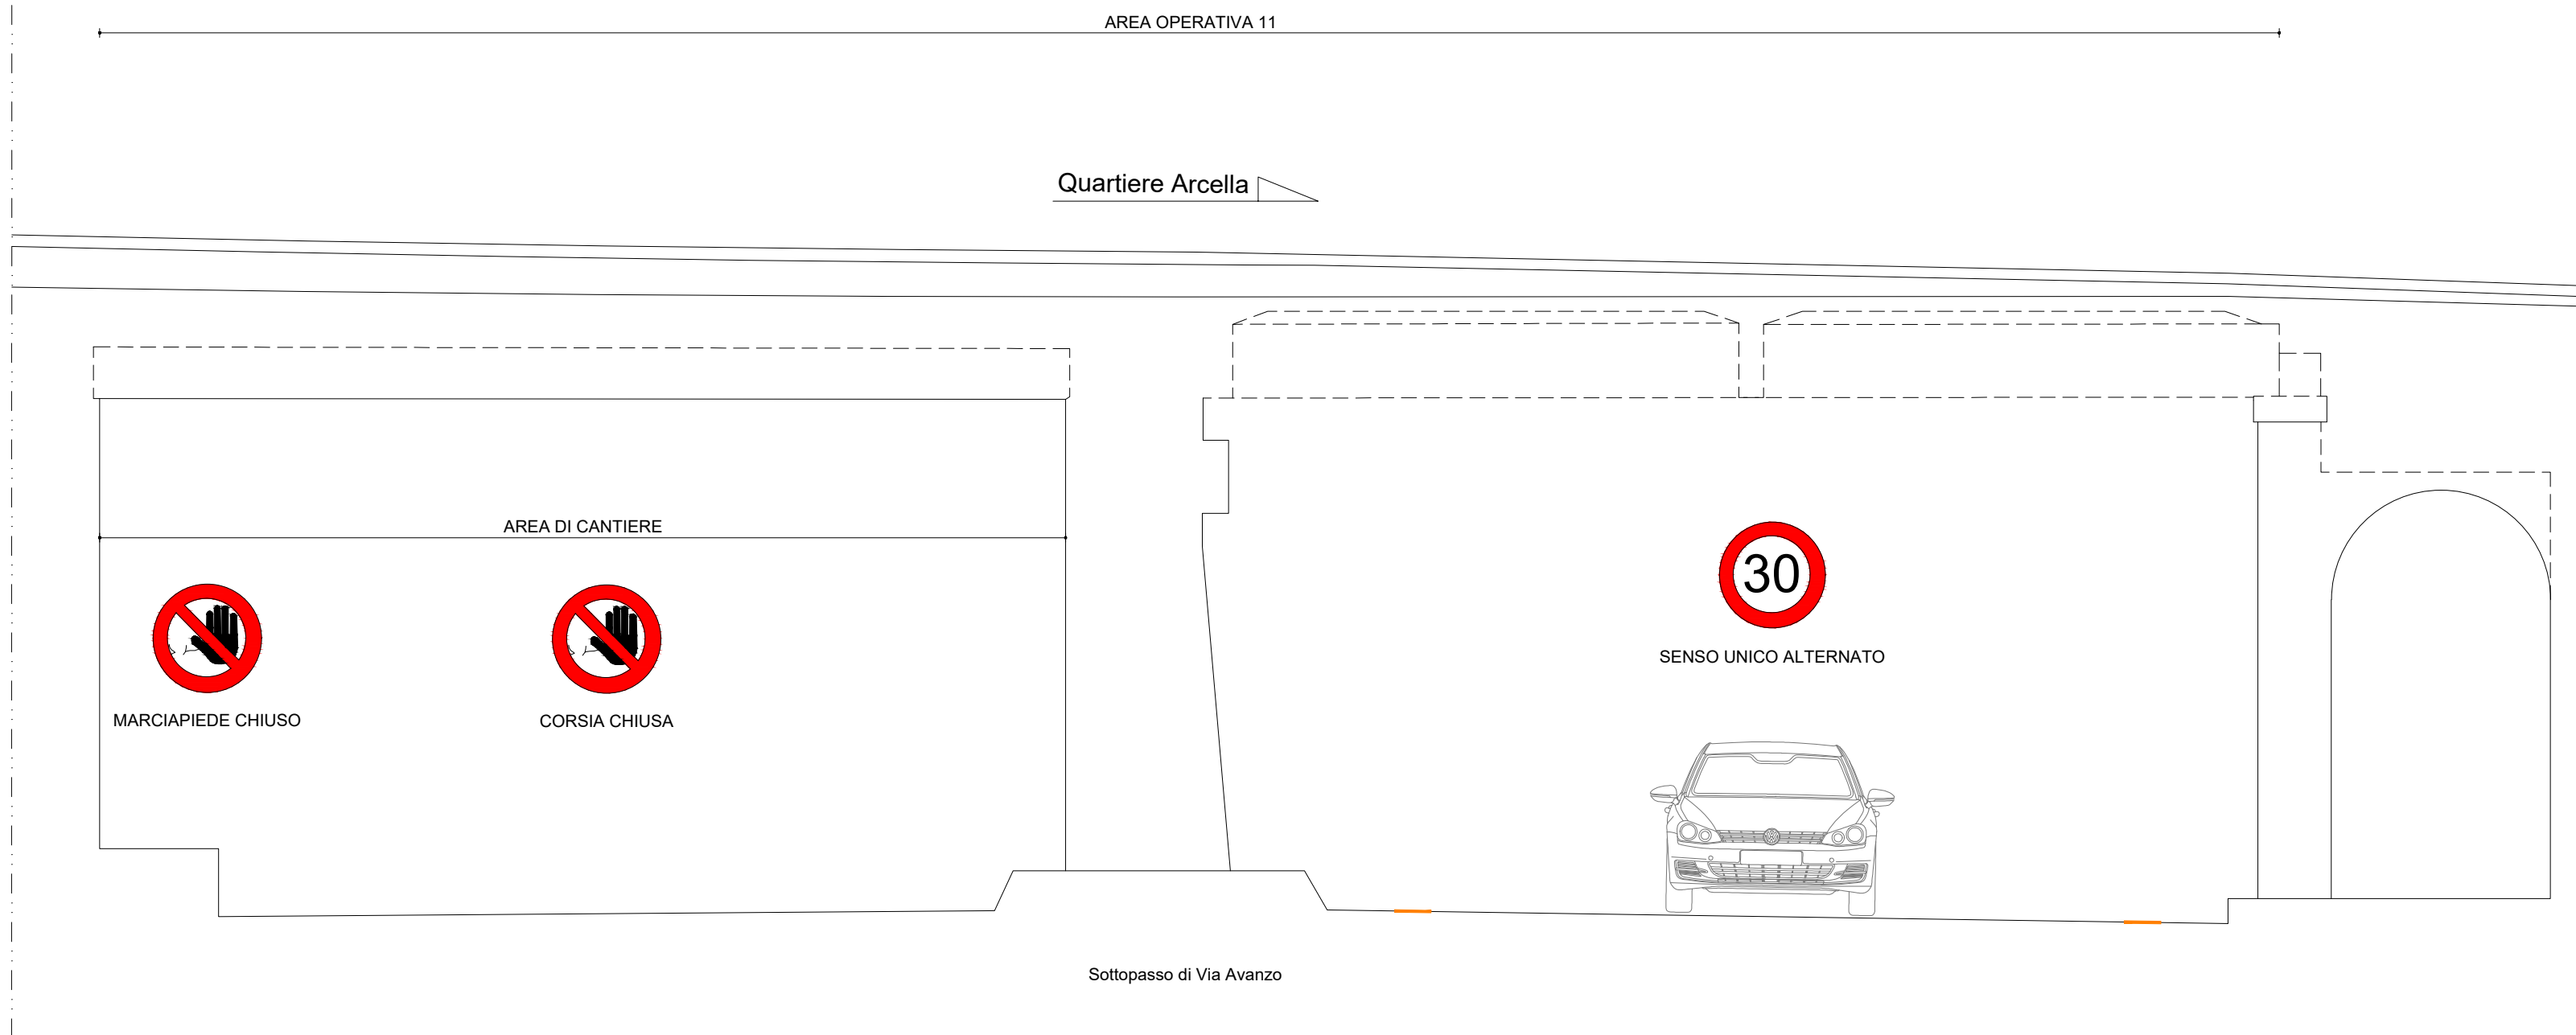 AREA OPERATIVA 11
Quartiere Arcella
AREA DI CANTIERE
30
SENSO UNICO ALTERNATO
MARCIAPIEDE CHIUSO
CORSIA CHIUSA
Sottopasso di Via Avanzo